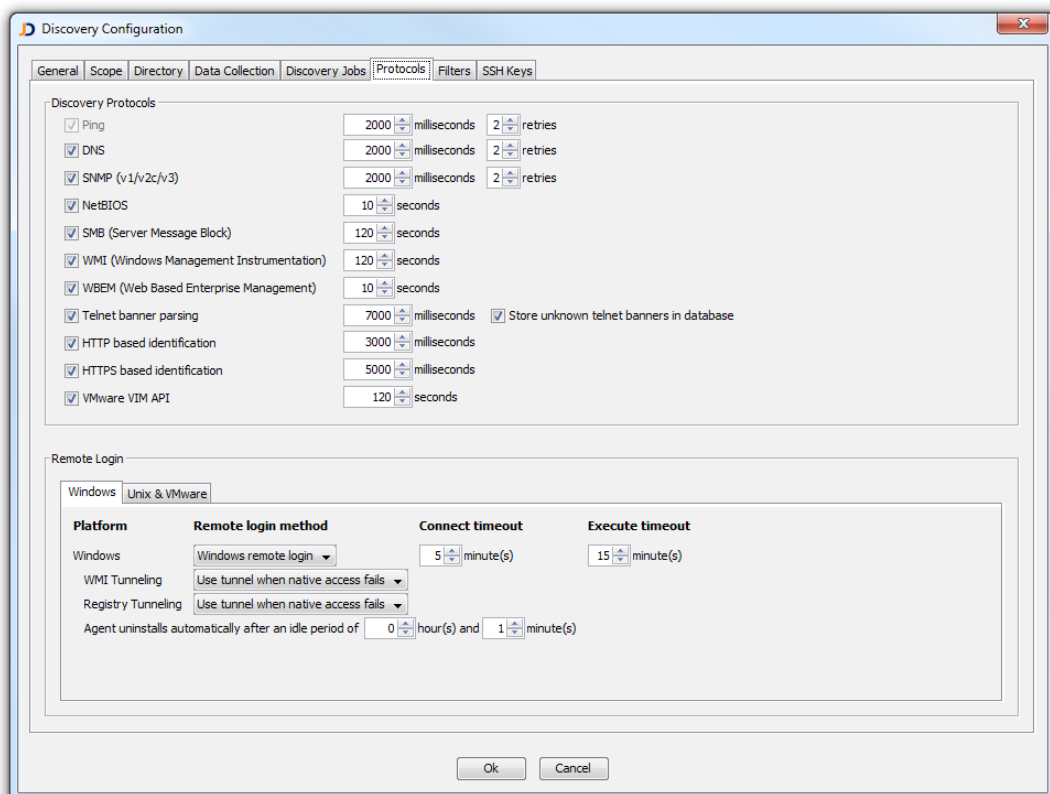 Discovery Configuration
General Scope Directory Data Collection Discovery Jobs Protocols Filters SSH Keys
Discovery Protocols
Ping 2000 milliseconds 2 retries
DNS 2000 milliseconds 2 retries
SNMP (v1/v2c/v3) 2000 milliseconds 2 retries
NetBIOS 10 seconds
SMB (Server Message Block) 120 seconds
WMI (Windows Management Instrumentation) 120 seconds
WBEM (Web Based Enterprise Management) 10 seconds
Telnet banner parsing 7000 milliseconds Store unknown telnet banners in database
HTTP based identification 3000 milliseconds
HTTPS based identification 5000 milliseconds
VMware VIM API 120 seconds
Remote Login
Windows Unix & VMware
Platform Remote login method Connect timeout Execute timeout
Windows Windows remote login 5 minute(s) 15 minute(s)
WMI Tunneling Use tunnel when native access fails
Registry Tunneling Use tunnel when native access fails
Agent uninstalls automatically after an idle period of 0 hour(s) and 1 minute(s)
Ok Cancel